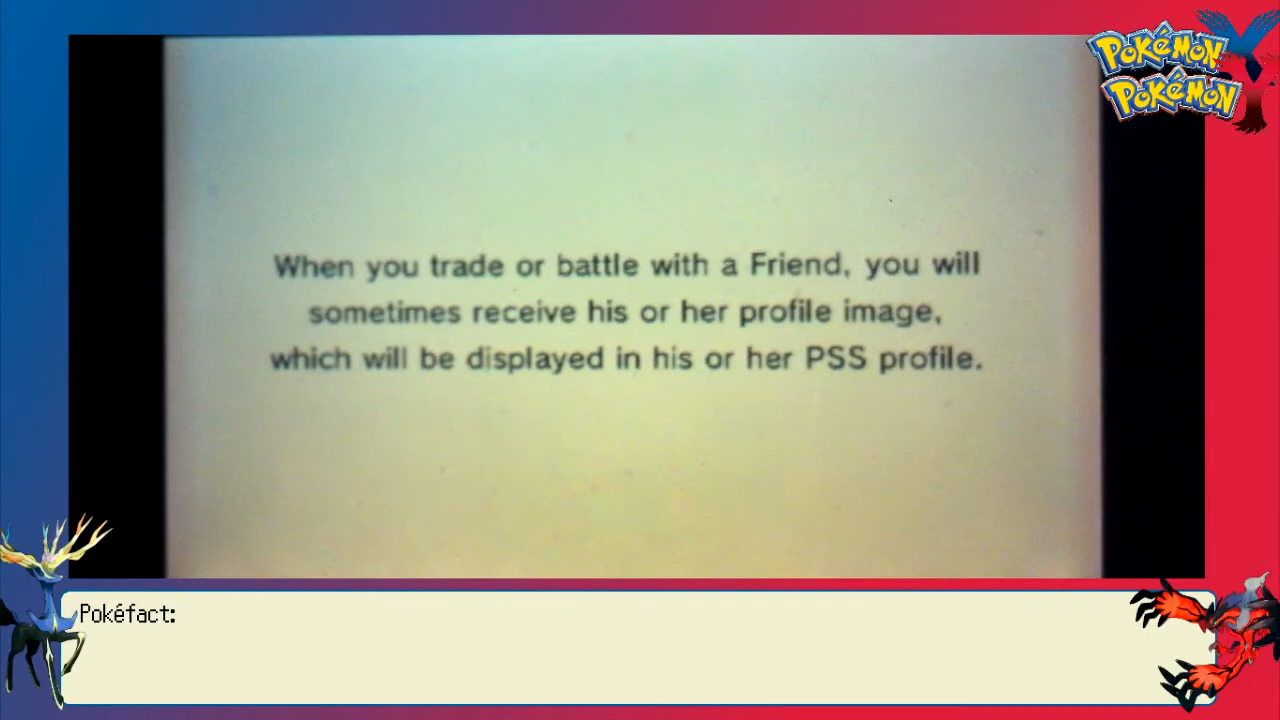 POKéMON
POKéMON
When you trade or battle with a Friend, you will
sometimes receive his or her profile image,
which will be displayed in his or her PSS profile.
Pokéfact: